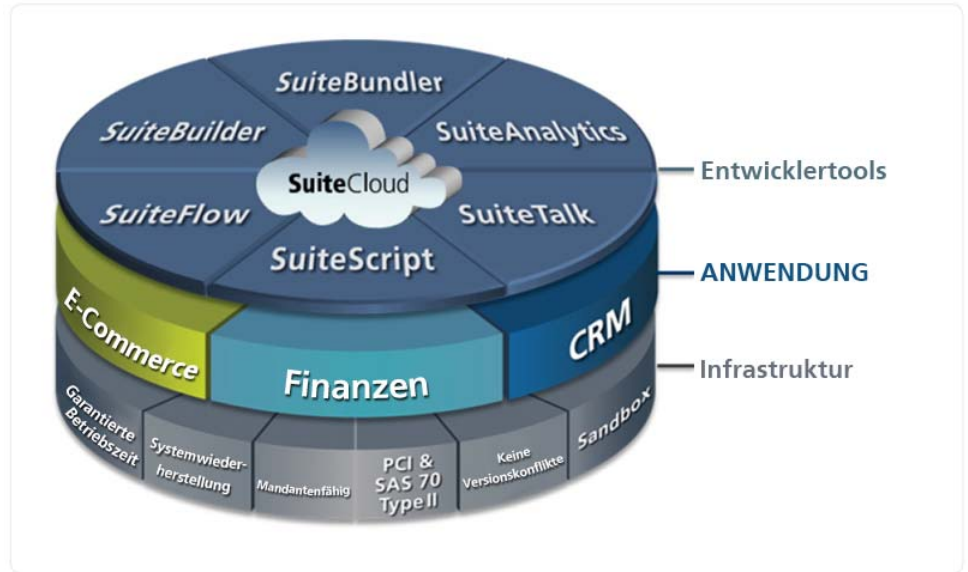 SuiteBundler
SuiteBuilder
SuiteAnalytics
SuiteCloud
SuiteFlow
SuiteTalk
SuiteScript
Entwicklertools
ANWENDUNG
Infrastruktur
E-Commerce
Finanzen
CRM
Garantierte
Betriebszeit
Systemwieder-
herstellung
Mandantenfähig
PCI &
SAS 70
Type II
Keine
Versionskonflikte
Sandbox